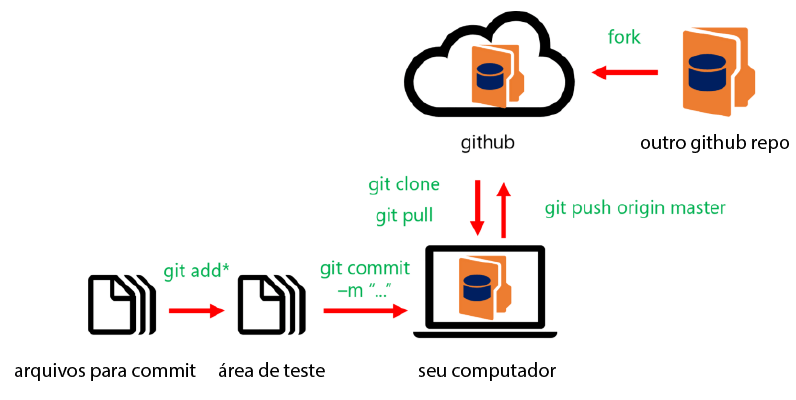 fork
github
outro github repo
git clone
git pull
git push origin master
git add*
git commit
–m “...”
arquivos para commit
área de teste
seu computador